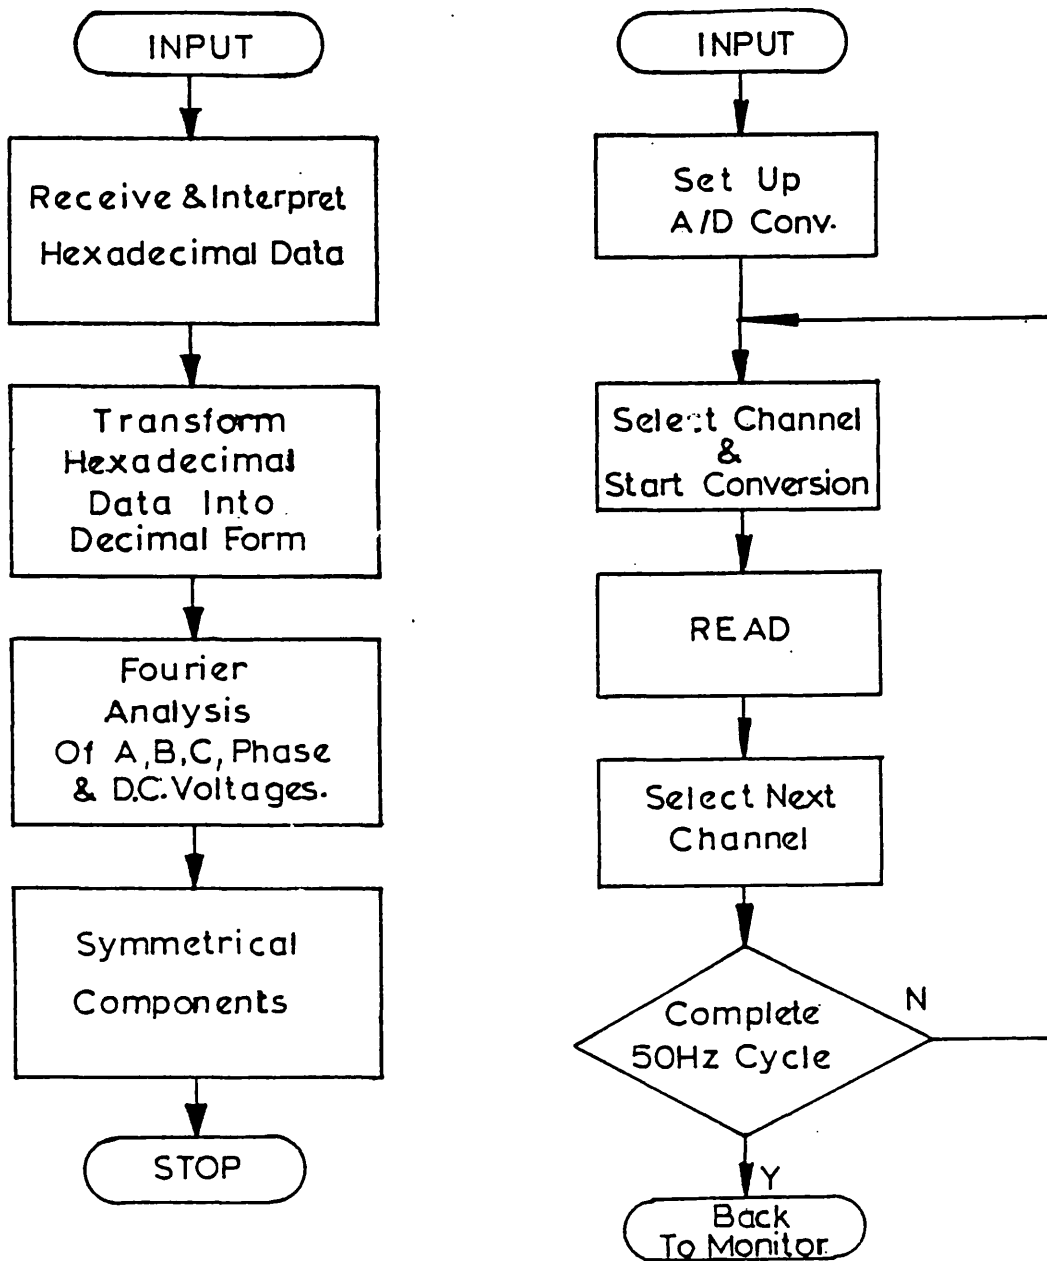 INPUT
Receive & Interpret
Hexadecimal Data
Transform
Hexadecimal
Data Into
Decimal Form
Fourier
Analysis
Of A,B,C, Phase
& D.C. Voltages.
Symmetrical
Components
STOP
INPUT
Set Up
A/D Conv.
Select Channel
&
Start Conversion
READ
Select Next
Channel
Complete
50Hz Cycle
N
Y
Back
To Monitor.